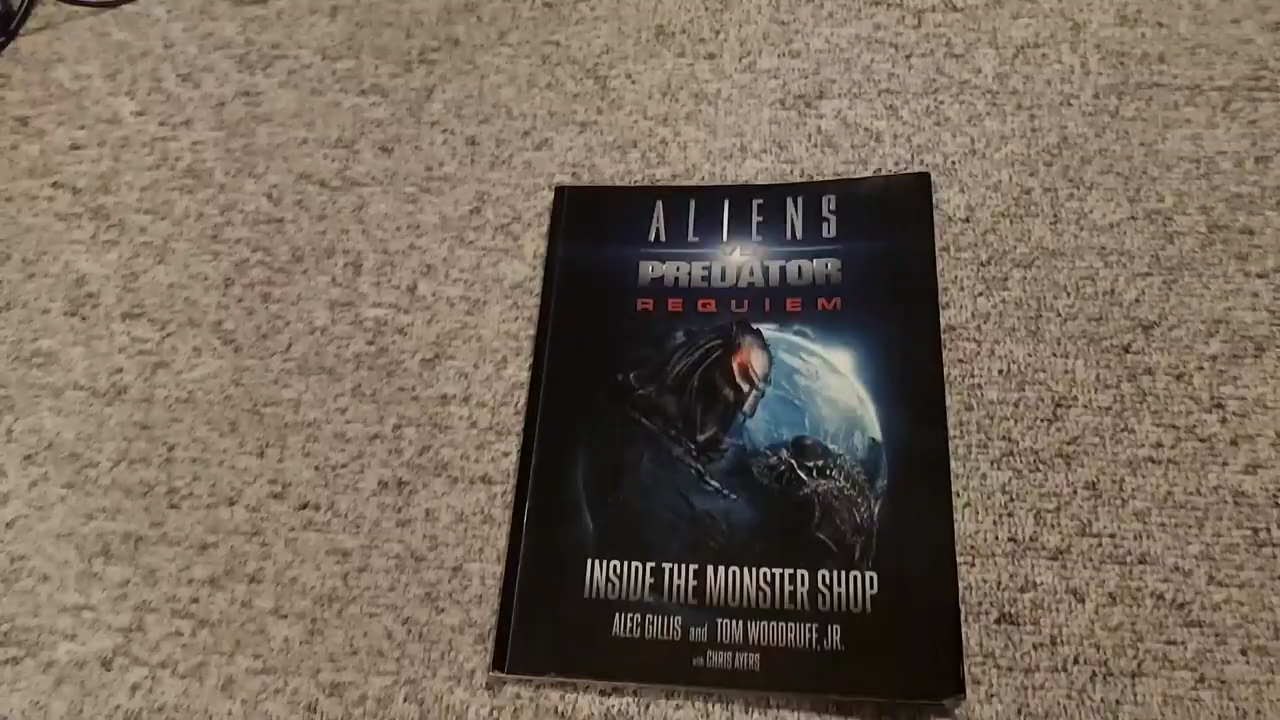 ALIENS
PREDATOR
REQUIEM
INSIDE THE MONSTER SHOP
ALEC GILLIS and TOM WOODRUFF, JR.
with CHRIS AYERS